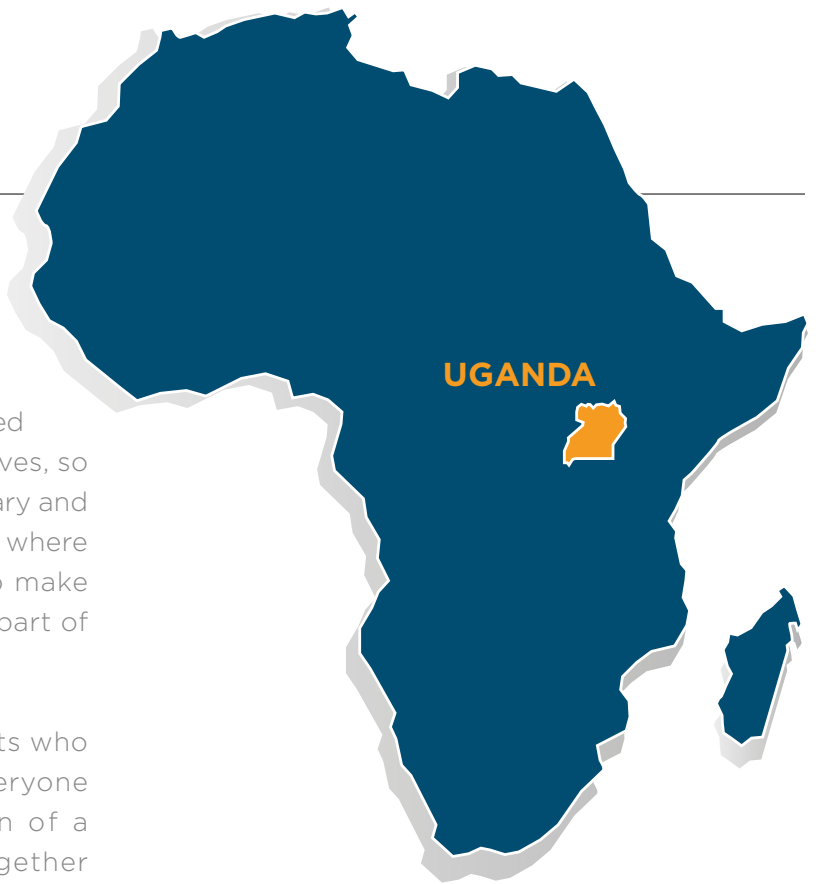 UGANDA
ed
ves, so
ary and
where
o make
part of
ts who
eryone
n of a
gether